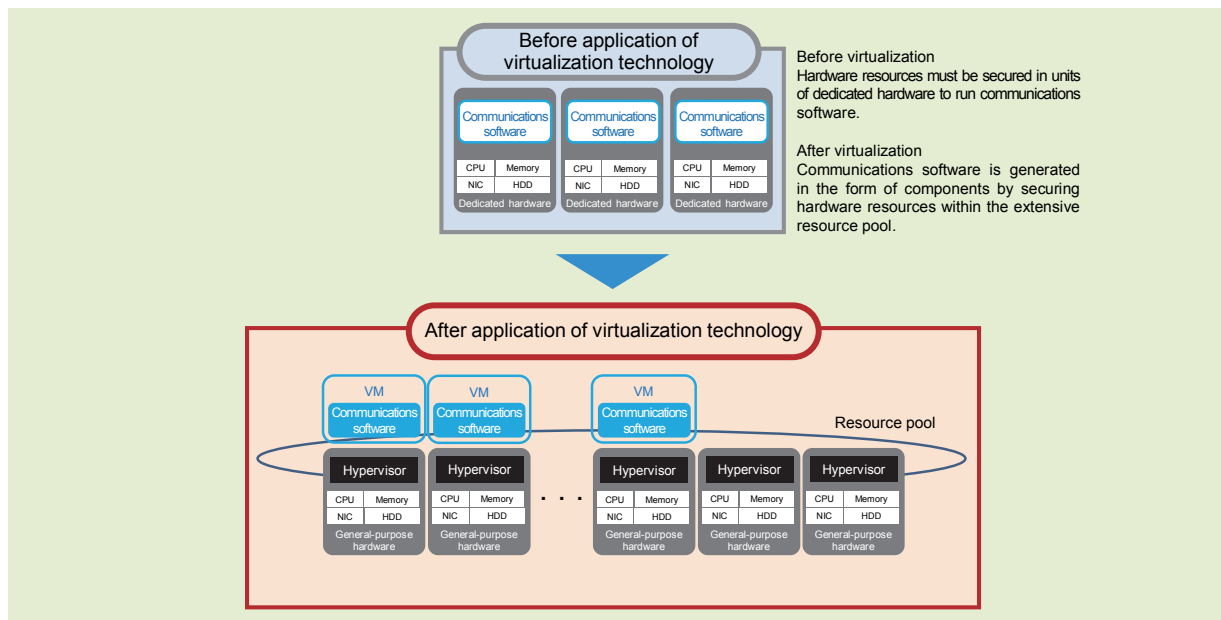 Before application of
virtualization technology
Communications
software
Communications
software
Communications
software
CPU Memory
NIC HDD
Dedicated hardware
CPU Memory
NIC HDD
Dedicated hardware
CPU Memory
NIC HDD
Dedicated hardware
Before virtualization
Hardware resources must be secured in units
of dedicated hardware to run communications
software.
After virtualization
Communications software is generated
in the form of components by securing
hardware resources within the extensive
resource pool.
After application of virtualization technology
VM
Communications
software
VM
Communications
software
VM
Communications
software
Resource pool
Hypervisor
CPU Memory
NIC HDD
General-purpose
hardware
Hypervisor
CPU Memory
NIC HDD
General-purpose
hardware
. . .
Hypervisor
CPU Memory
NIC HDD
General-purpose
hardware
Hypervisor
CPU Memory
NIC HDD
General-purpose
hardware
Hypervisor
CPU Memory
NIC HDD
General-purpose
hardware